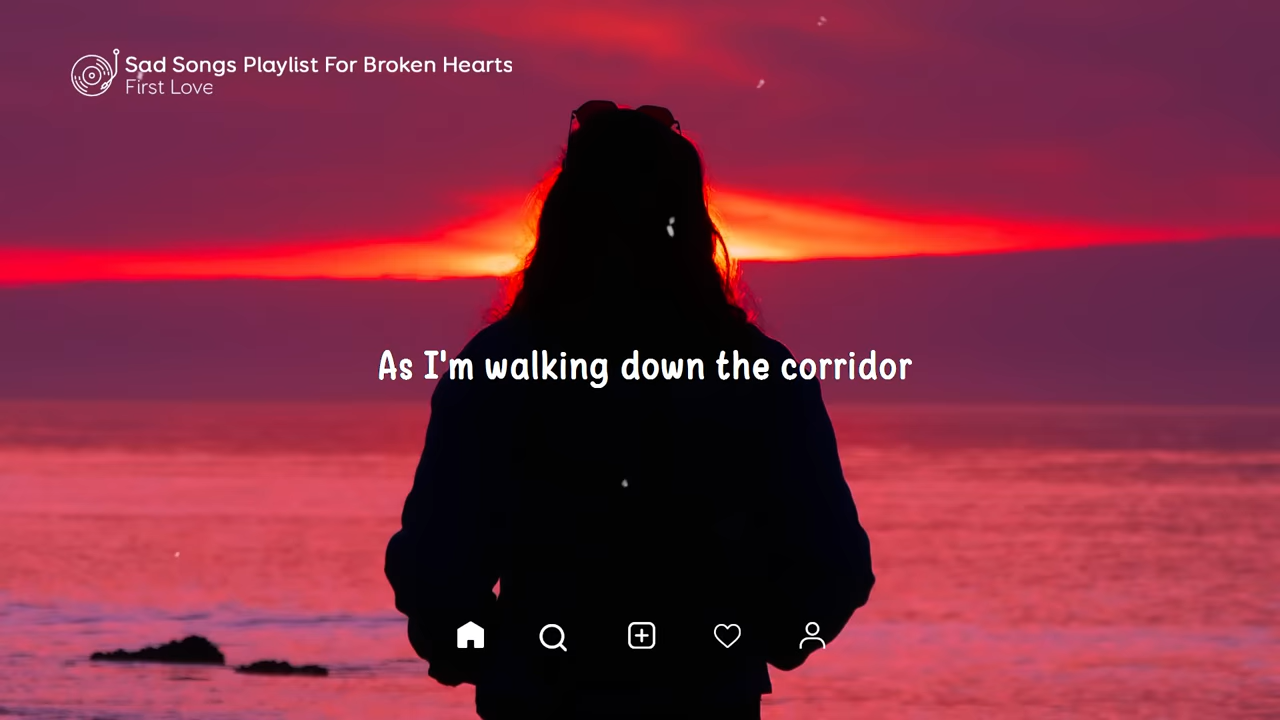 Sad Songs Playlist For Broken Hearts
First Love
As I'm walking down the corridor